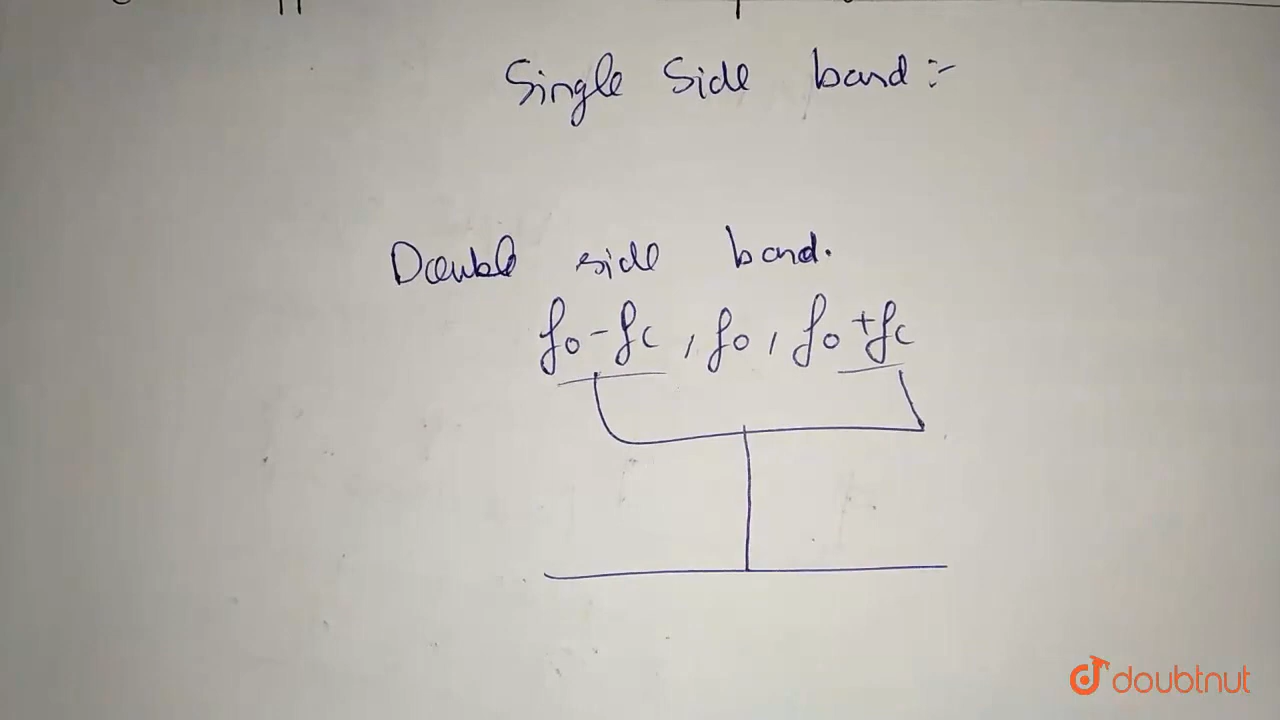 Single Side band :-
Double side band.
fo - fc , fo , fo + fc
doubtnut